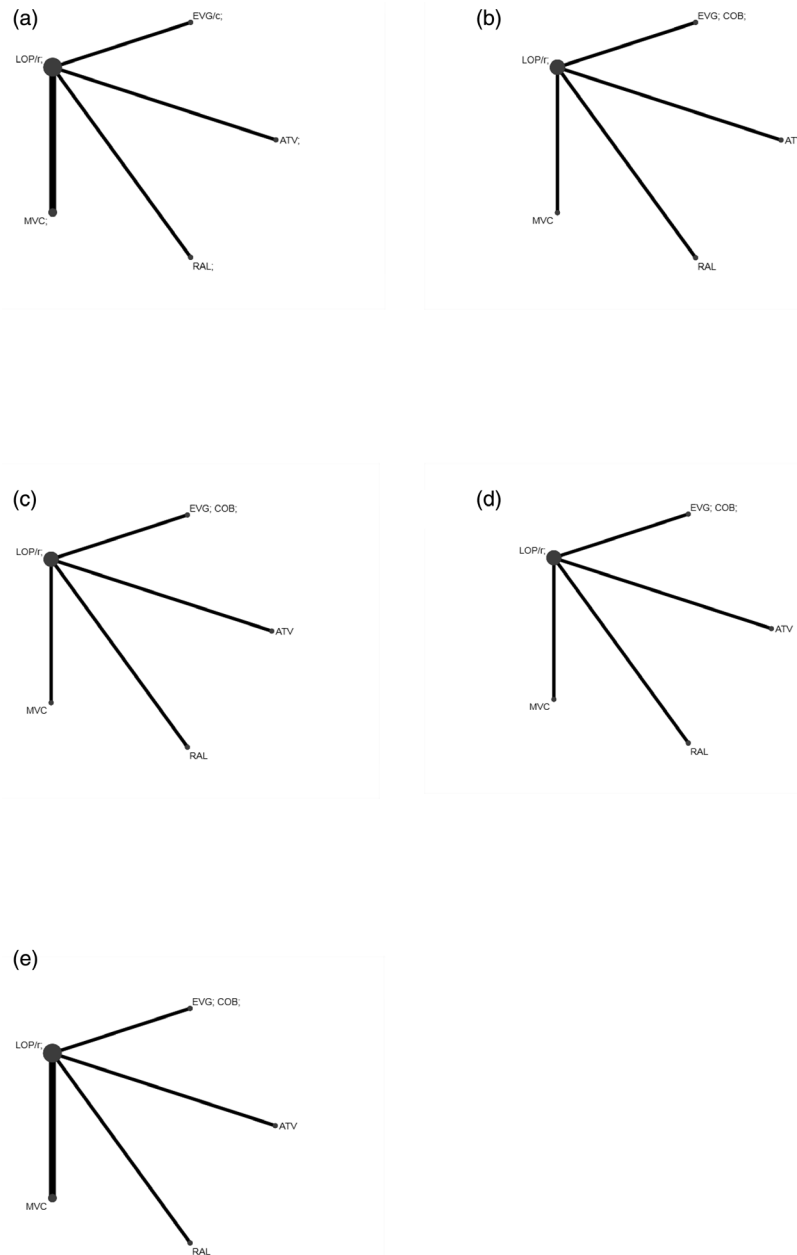 (a)
EVG/c;
LOP/r;
ATV;
MVC;
RAL;
(b)
EVG; COB;
LOP/r;
AT
MVC
RAL
(c)
EVG; COB;
LOP/r;
ATV
MVC
RAL
(d)
EVG; COB;
LOP/r;
ATV
MVC
RAL
(e)
EVG; COB;
LOP/r;
ATV
MVC
RAL